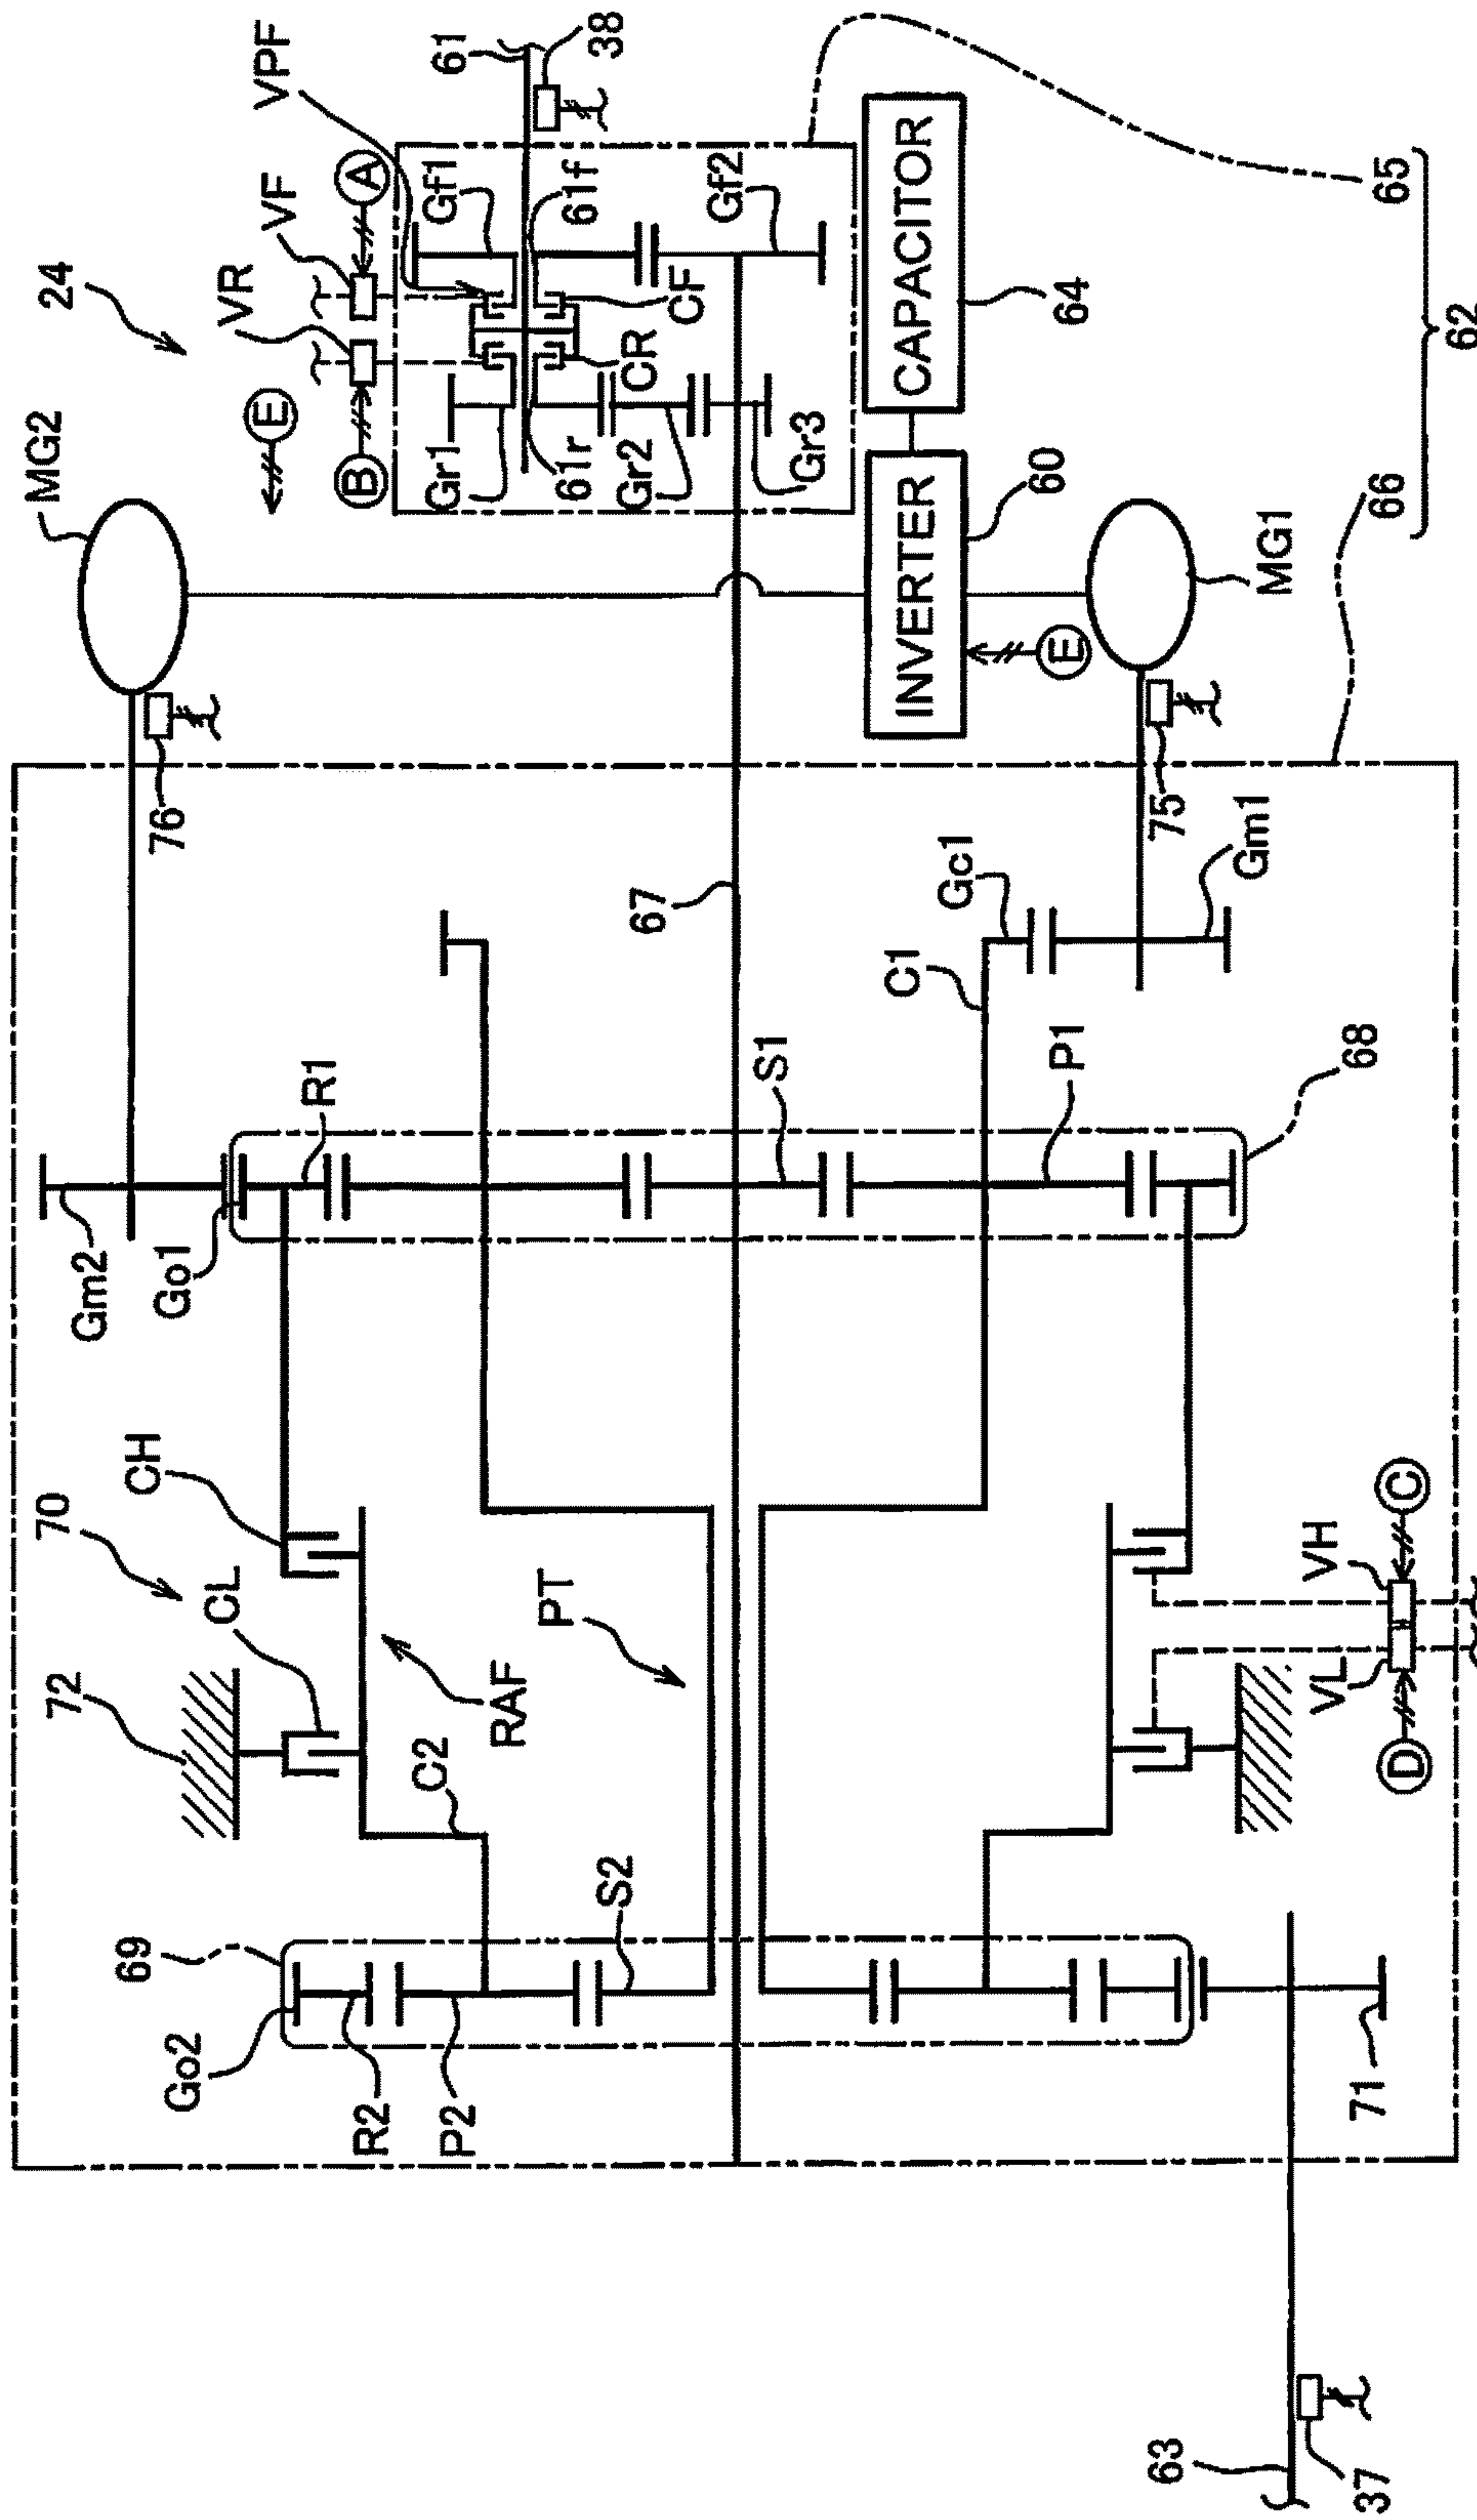 70
24
MG2
72
Gm2
69
CH
76
Go1
Go2
CL
VR
E
VF
VPF
R1
B
A
R2
C2
Gr1
Gf1
61
P2
RAF
PT
61r
61f
38
S2
Gr2
CR
67
CF
Gf2
S1
Gr3
C1
INVERTER
CAPACITOR
Gc1
60
64
P1
E
63
75
Gm1
MG1
VL
VH
68
37
71
66
65
D
C
62